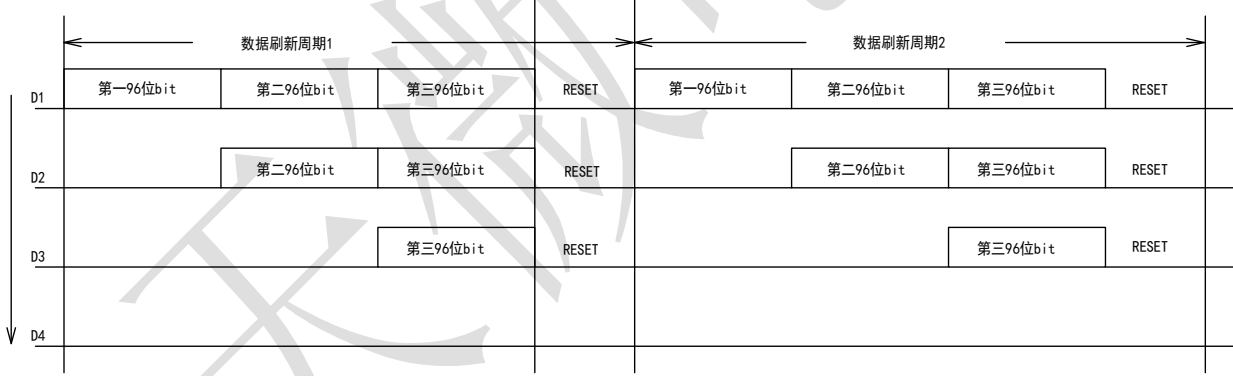 数据刷新周期1 数据刷新周期2
D1 第一96位bit 第二96位bit 第三96位bit RESET 第一96位bit 第二96位bit 第三96位bit RESET
D2 第二96位bit 第三96位bit RESET 第二96位bit 第三96位bit RESET
D3 第三96位bit RESET 第三96位bit RESET
D4